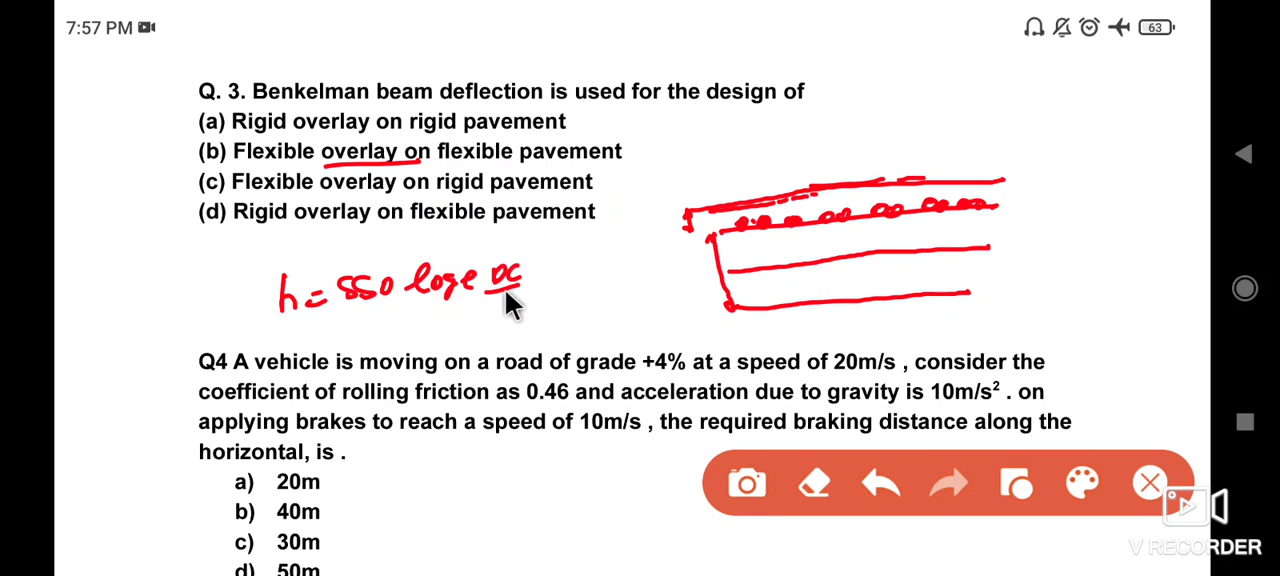 7:57 PM
63
Q. 3. Benkelman beam deflection is used for the design of
(a) Rigid overlay on rigid pavement
(b) Flexible overlay on flexible pavement
(c) Flexible overlay on rigid pavement
(d) Rigid overlay on flexible pavement
h = 550 loge Dc
Q4 A vehicle is moving on a road of grade +4% at a speed of 20m/s , consider the
coefficient of rolling friction as 0.46 and acceleration due to gravity is 10m/s² . on
applying brakes to reach a speed of 10m/s , the required braking distance along the
horizontal, is .
a) 20m
b) 40m
c) 30m
d) 50m
V RECORDER